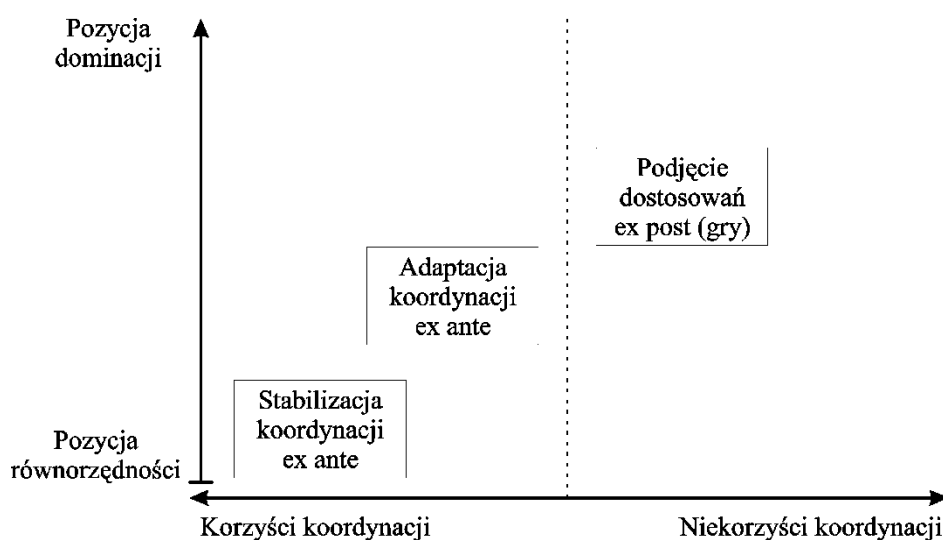 Pozycja
dominacji
Podjęcie
dostosowań
ex post (gry)
Adaptacja
koordynacji
ex ante
Stabilizacja
koordynacji
ex ante
Pozycja
równorzędności
Korzyści koordynacji
Niekorzyści koordynacji